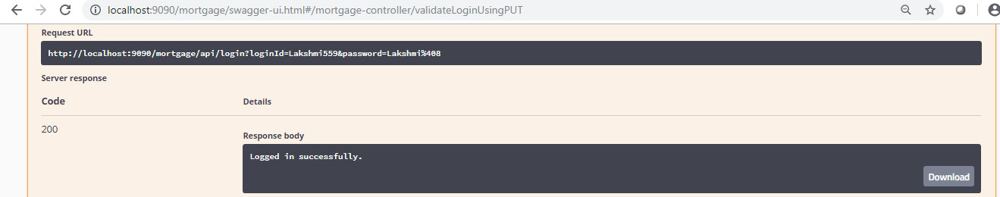 localhost:9090/mortgage/swagger-ui.html#/mortgage-controller/validateLoginUsingPUT
Request URL
http://localhost:9090/mortgage/api/login?loginId=Lakshmi559&password=Lakshmi%408
Server response
Code Details
200
Response body
Logged in successfully.
Download